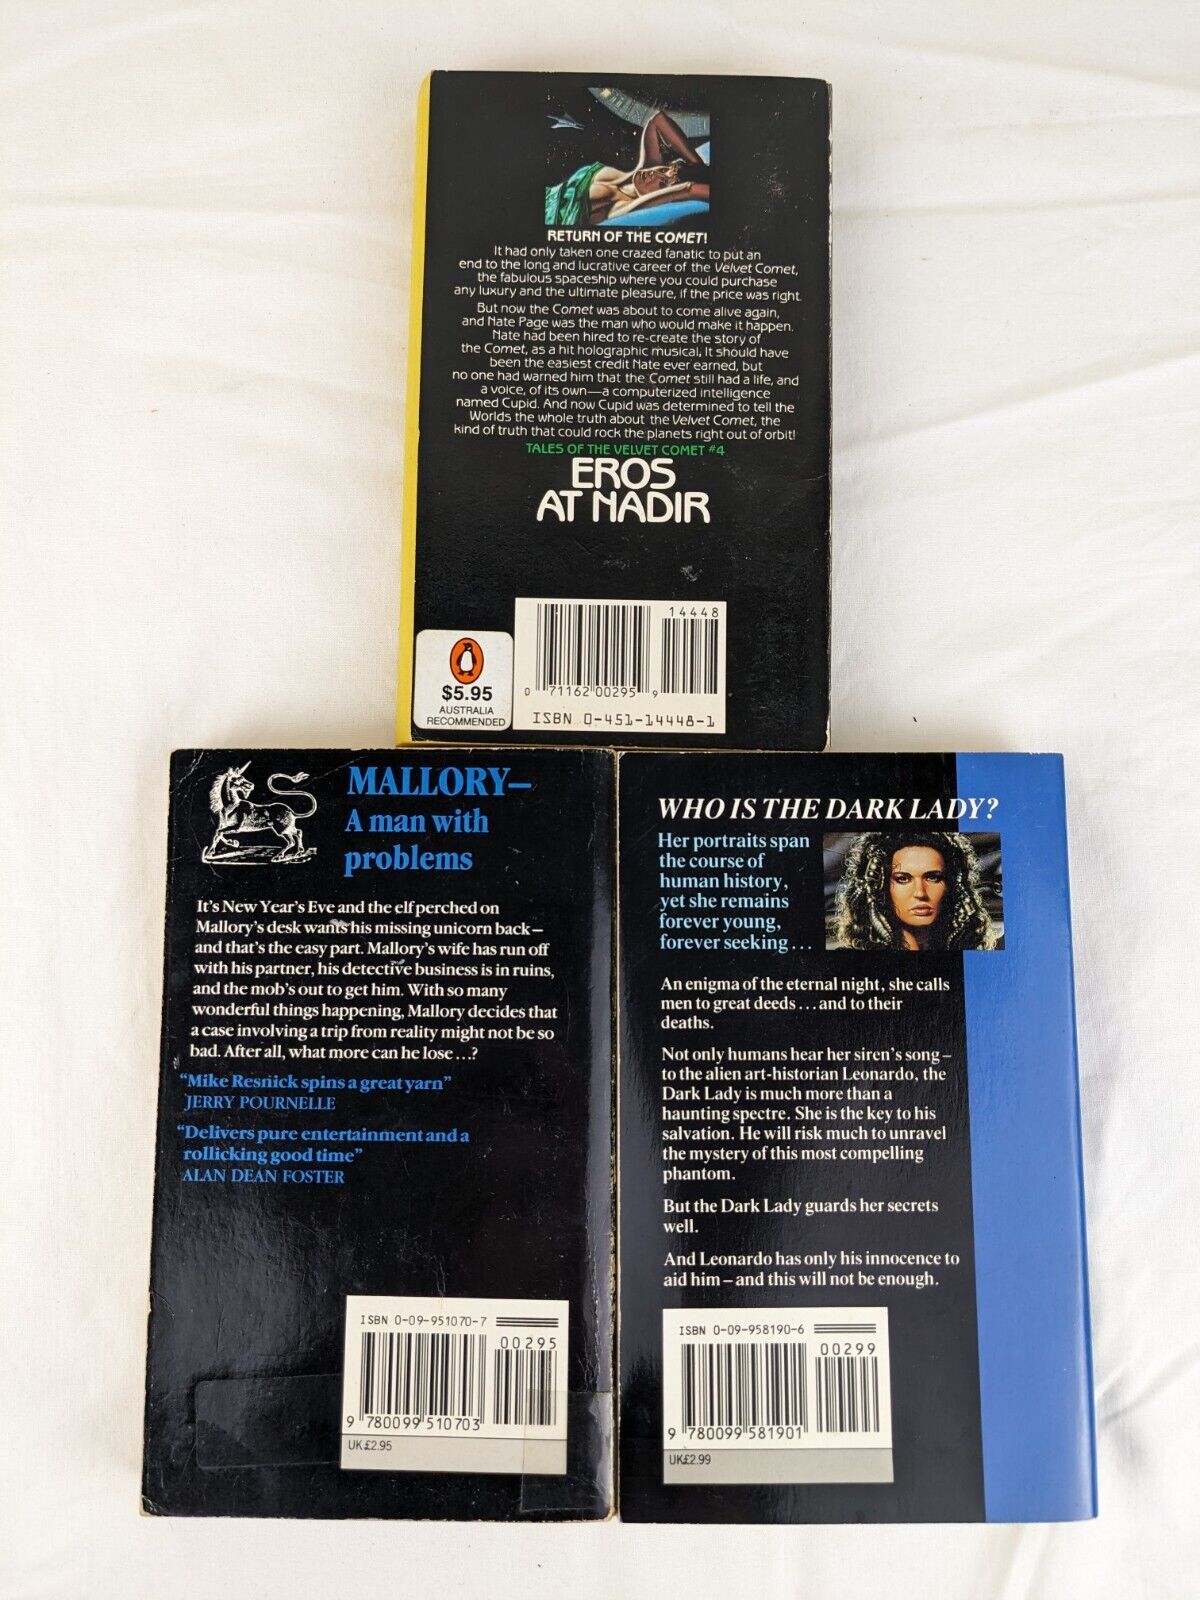 RETURN OF THE COMET!
It had only taken one crazed fanatic to put an
end to the long and lucrative career of the Velvet Comet,
the fabulous spaceship where you could purchase
any luxury and the ultimate pleasure, if the price was right.
But now the Comet was about to come alive again,
and Nate Page was the man who would make it happen.
Nate had been hired to re-create the story of
the Comet, as a hit holographic musical. It should have
been the easiest credit Nate ever earned, but
no one had warned him that the Comet still had a life, and
a voice, of its own—a computerized intelligence
named Cupid. And now Cupid was determined to tell the
Worlds the whole truth about the Velvet Comet, the
kind of truth that could rock the planets right out of orbit!
TALES OF THE VELVET COMET #4
EROS
AT NADIR
$5.95
AUSTRALIA
RECOMMENDED
14448
0 71162 00295 9
ISBN 0-451-14448-1
MALLORY—
A man with
problems
It's New Year's Eve and the elf perched on
Mallory's desk wants his missing unicorn back –
and that's the easy part. Mallory's wife has run off
with his partner, his detective business is in ruins,
and the mob's out to get him. With so many
wonderful things happening, Mallory decides that
a case involving a trip from reality might not be so
bad. After all, what more can he lose...?
"Mike Resnick spins a great yarn"
JERRY POURNELLE
"Delivers pure entertainment and a
rollicking good time"
ALAN DEAN FOSTER
ISBN 0-09-951070-7
00295
9 780099 510703
UK£2.95
WHO IS THE DARK LADY?
Her portraits span
the course of
human history,
yet she remains
forever young,
forever seeking...
An enigma of the eternal night, she calls
men to great deeds...and to their
deaths.
Not only humans hear her siren's song –
to the alien art-historian Leonardo, the
Dark Lady is much more than a
haunting spectre. She is the key to his
salvation. He will risk much to unravel
the mystery of this most compelling
phantom.
But the Dark Lady guards her secrets
well.
And Leonardo has only his innocence to
aid him – and this will not be enough.
ISBN 0-09-958190-6
00299
9 780099 581901
UK£2.99